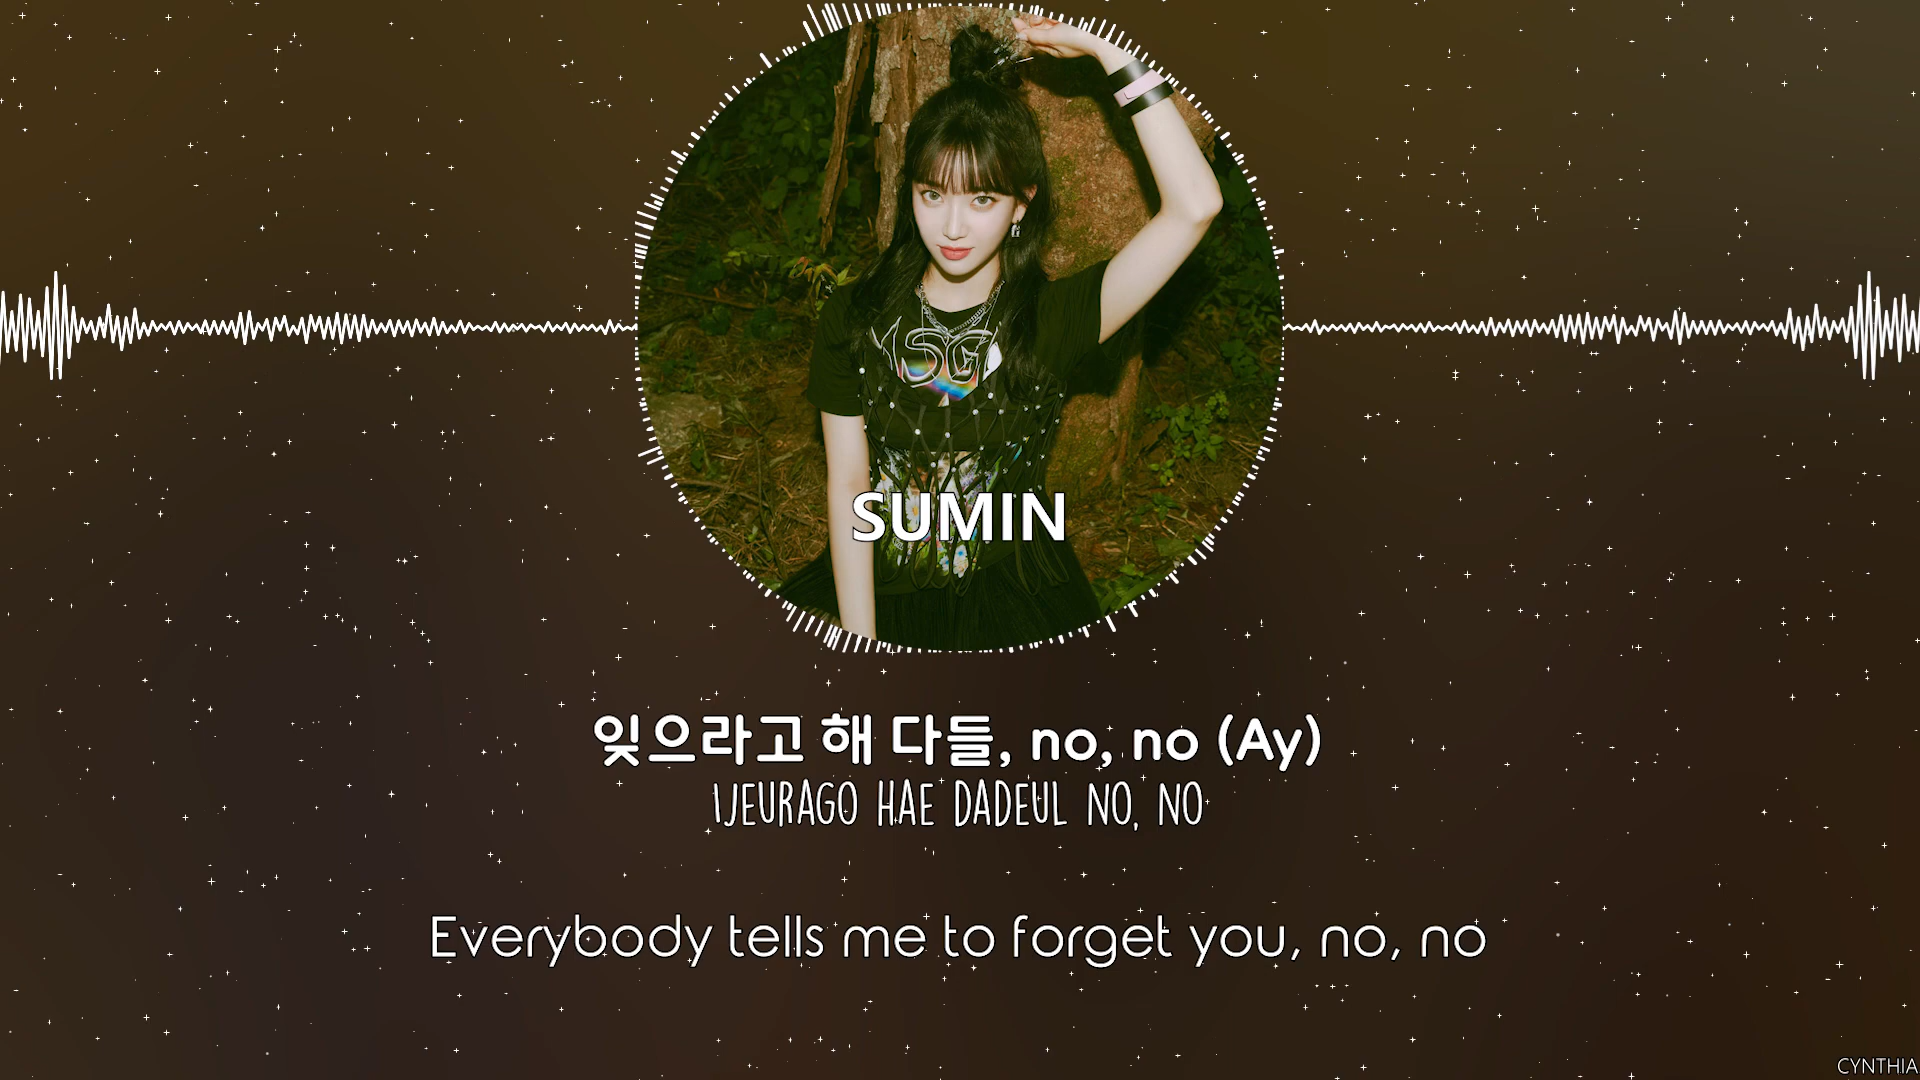 MSG
SUMIN
잊으라고 해 다들, no, no (Ay)
IJEURAGO HAE DADEUL NO, NO
Everybody tells me to forget you, no, no
CYNTHIA